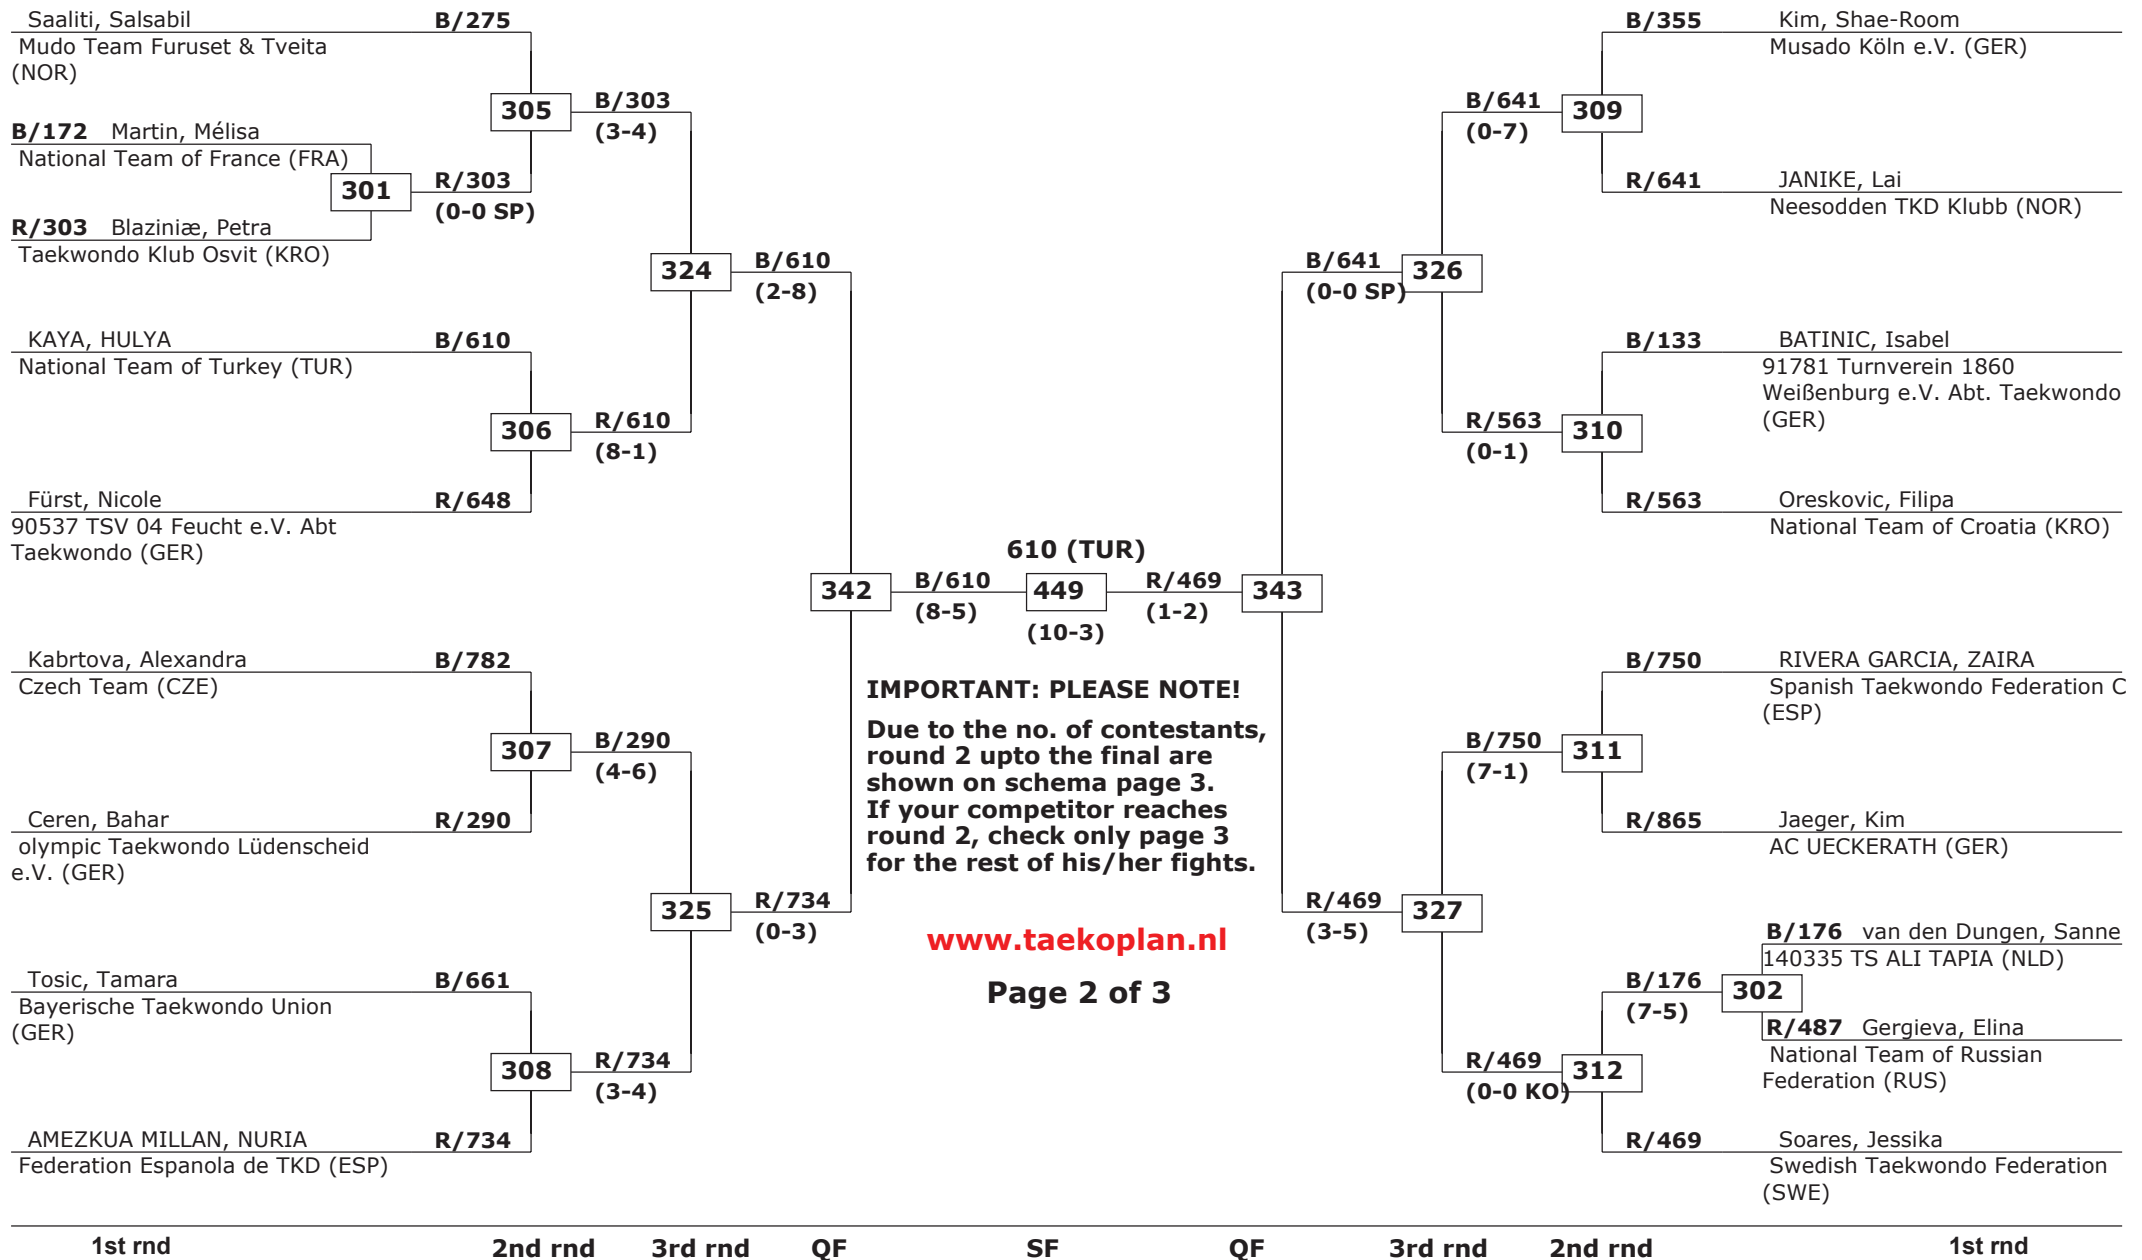 Saaliti, Salsabil B/275
Mudo Team Furuset & Tveita
(NOR)
305
B/303
(3-4)
B/172 Martin, Mélisa
National Team of France (FRA)
301
R/303
(0-0 SP)
R/303 Blaziniæ, Petra
Taekwondo Klub Osvit (KRO)
324
B/610
(2-8)
KAYA, HULYA B/610
National Team of Turkey (TUR)
306
R/610
(8-1)
Fürst, Nicole R/648
90537 TSV 04 Feucht e.V. Abt
Taekwondo (GER)
342
B/610
(8-5)
Kabrtova, Alexandra B/782
Czech Team (CZE)
307
B/290
(4-6)
Ceren, Bahar R/290
olympic Taekwondo Lüdenscheid
e.V. (GER)
325
R/734
(0-3)
Tosic, Tamara B/661
Bayerische Taekwondo Union
(GER)
308
R/734
(3-4)
AMEZKUA MILLAN, NURIA R/734
Federation Espanola de TKD (ESP)
610 (TUR)
449
(10-3)
IMPORTANT: PLEASE NOTE!
Due to the no. of contestants,
round 2 upto the final are
shown on schema page 3.
If your competitor reaches
round 2, check only page 3
for the rest of his/her fights.
www.taekoplan.nl
Page 2 of 3
B/355 Kim, Shae-Room
Musado Köln e.V. (GER)
B/641
(0-7)
309
R/641 JANIKE, Lai
Neesodden TKD Klubb (NOR)
B/641
(0-0 SP)
326
B/133 BATINIC, Isabel
91781 Turnverein 1860
Weißenburg e.V. Abt. Taekwondo
(GER)
R/563
(0-1)
310
R/563 Oreskovic, Filipa
National Team of Croatia (KRO)
R/469
(1-2)
343
B/750 RIVERA GARCIA, ZAIRA
Spanish Taekwondo Federation C
(ESP)
B/750
(7-1)
311
R/865 Jaeger, Kim
AC UECKERATH (GER)
R/469
(3-5)
327
B/176 van den Dungen, Sanne
140335 TS ALI TAPIA (NLD)
B/176
(7-5)
302
R/487 Gergieva, Elina
National Team of Russian
Federation (RUS)
R/469
(0-0 KO)
312
R/469 Soares, Jessika
Swedish Taekwondo Federation
(SWE)
1st rnd 2nd rnd 3rd rnd QF SF QF 3rd rnd 2nd rnd 1st rnd